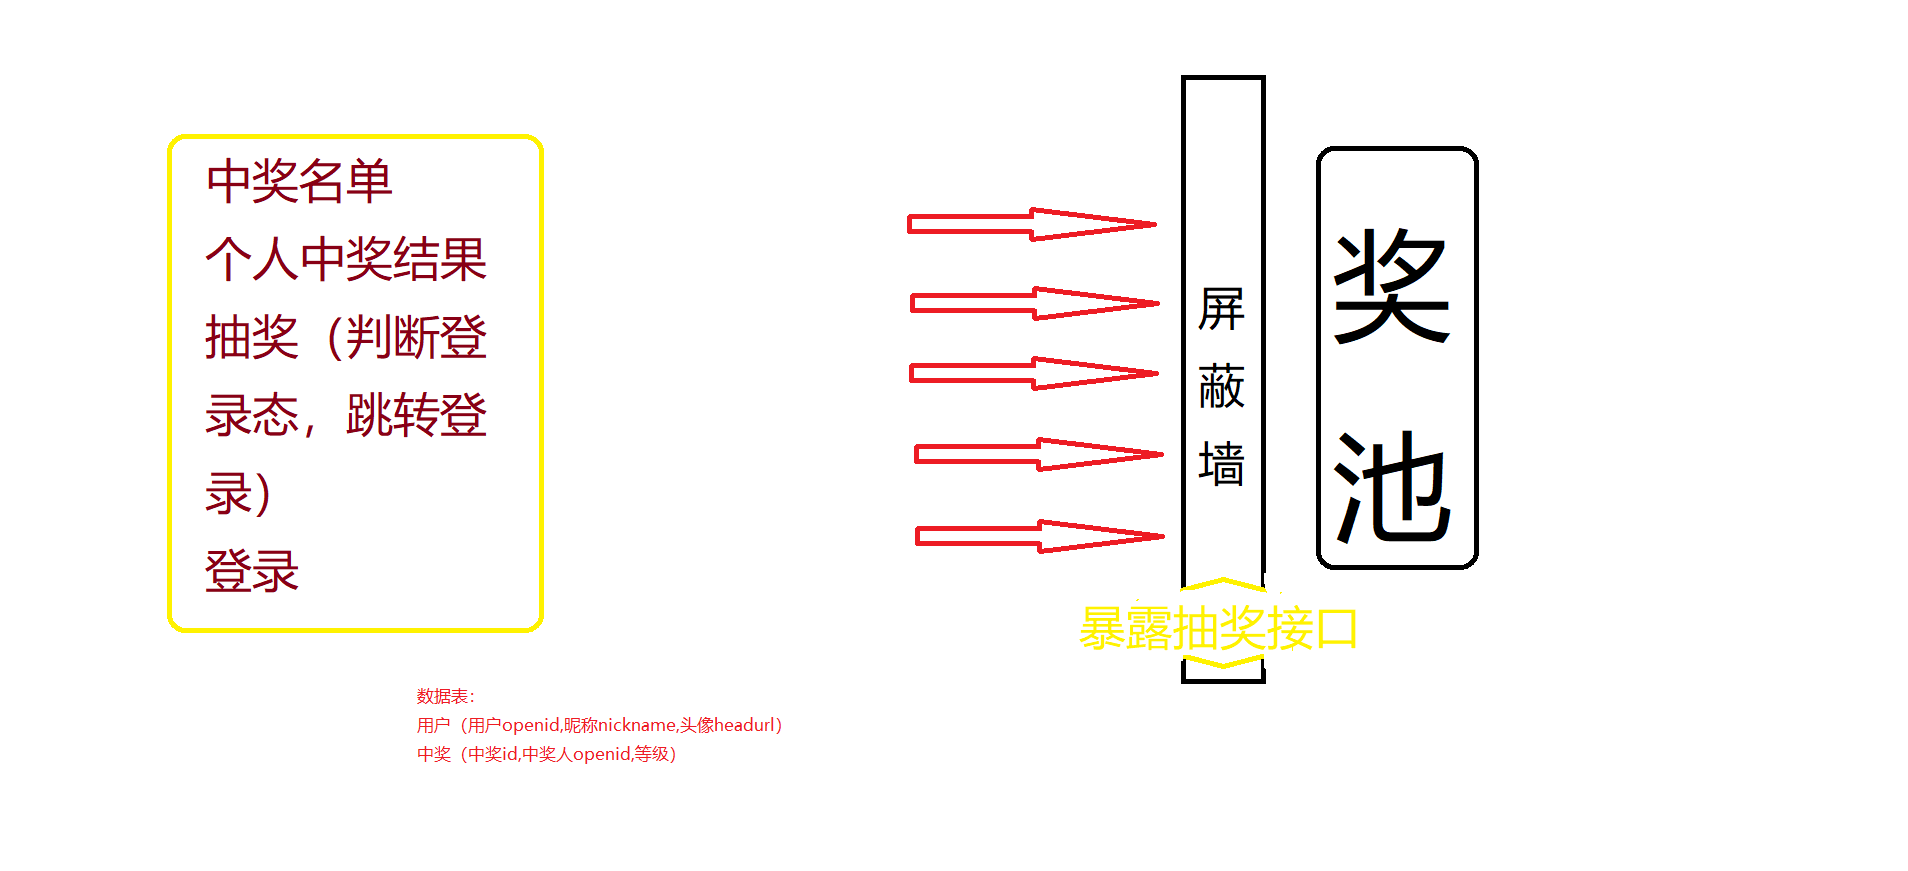 中奖名单
个人中奖结果
抽奖（判断登
录态，跳转登
录）
登录
屏
蔽
墙
奖
池
暴露抽奖接口
数据表：
用户（用户openid,昵称nickname,头像headurl）
中奖（中奖id,中奖人openid,等级）